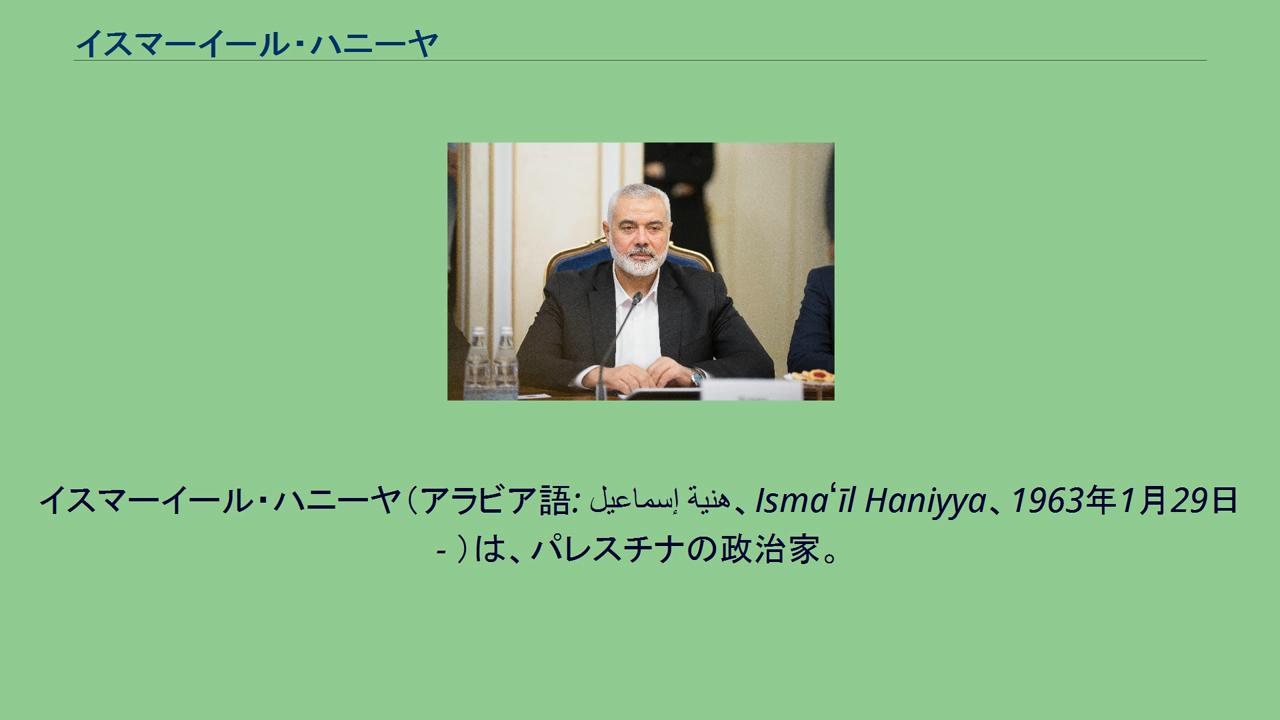 イスマーイール・ハニーヤ
イスマーイール・ハニーヤ（アラビア語: هنية إسماعيل、Ismaʻīl Haniyya、1963年1月29日
- ）は、パレスチナの政治家。